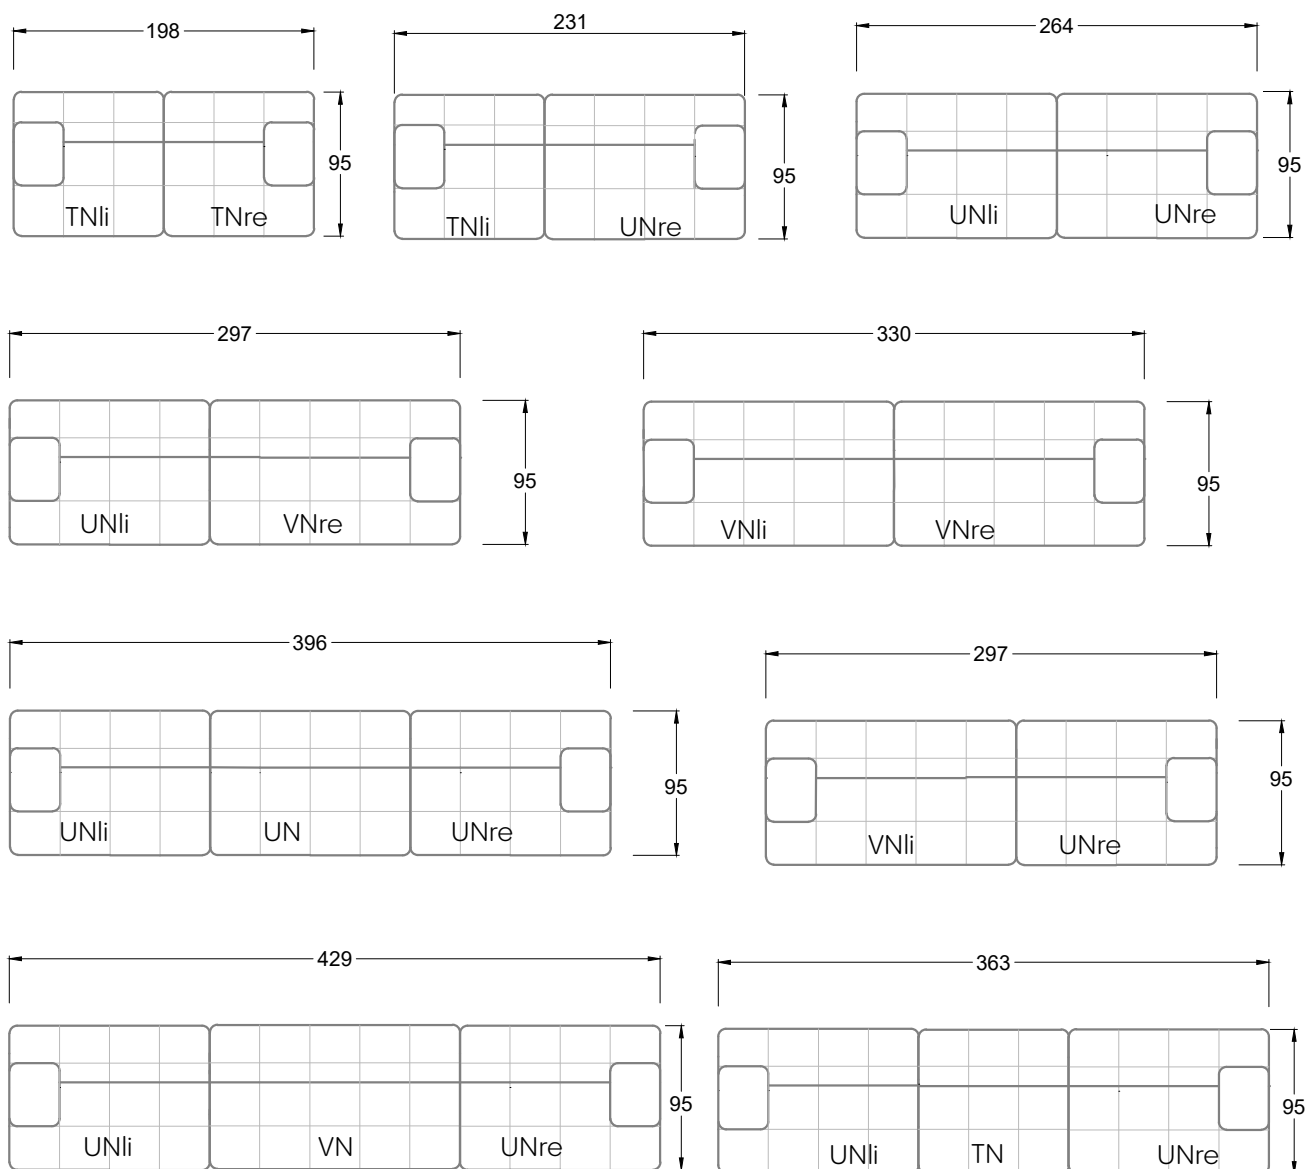 198
231
264
95
95
95
TNli TNre
TNli UNre
UNli UNre
297
330
95
95
UNli VNre
VNli VNre
396
297
95
95
UNli UN UNre
VNli UNre
429
363
95
95
UNli VN UNre
UNli TN UNre